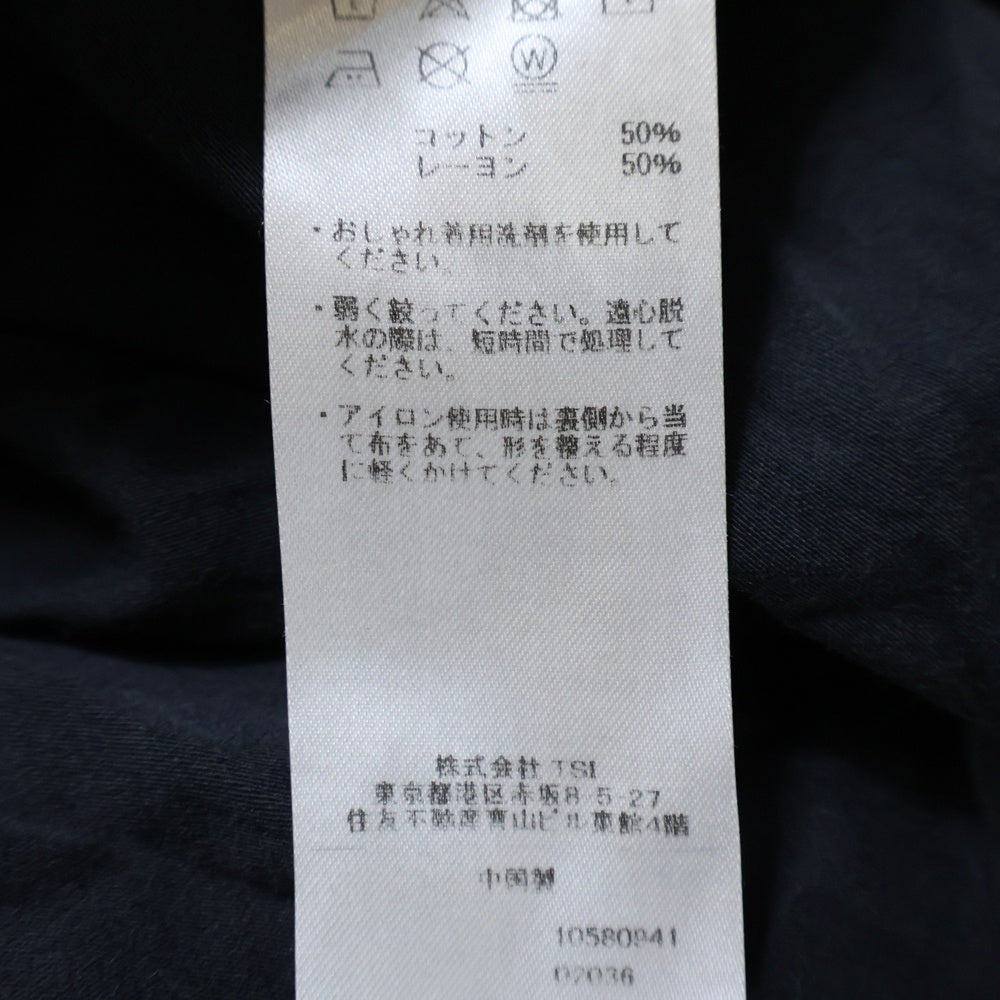 W
コットン 50%
レーヨン 50%
・おしゃれ着用洗剤を使用して
ください。
・弱く絞ってください。遠心脱
水の際は、短時間で処理して
ください。
・アイロン使用時は裏側から当
て布をあて、形を整える程度
に軽くかけてください。
株式会社TSI
東京都港区赤坂8-5-27
住友不動産青山ビル東館4階
中国製
10580941
02036